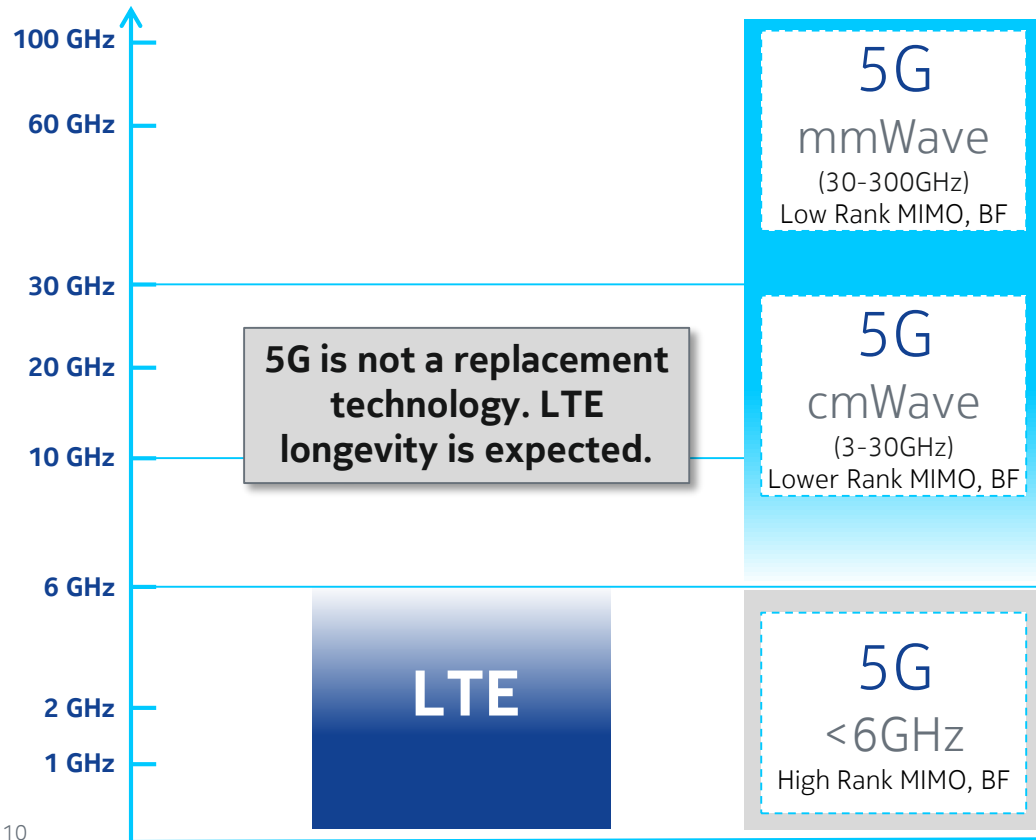 100 GHz
60 GHz
30 GHz
20 GHz
10 GHz
6 GHz
2 GHz
1 GHz
5G is not a replacement
technology. LTE
longevity is expected.
LTE
5G
mmWave
(30-300GHz)
Low Rank MIMO, BF
5G
cmWave
(3-30GHz)
Lower Rank MIMO, BF
5G
<6GHz
High Rank MIMO, BF
10